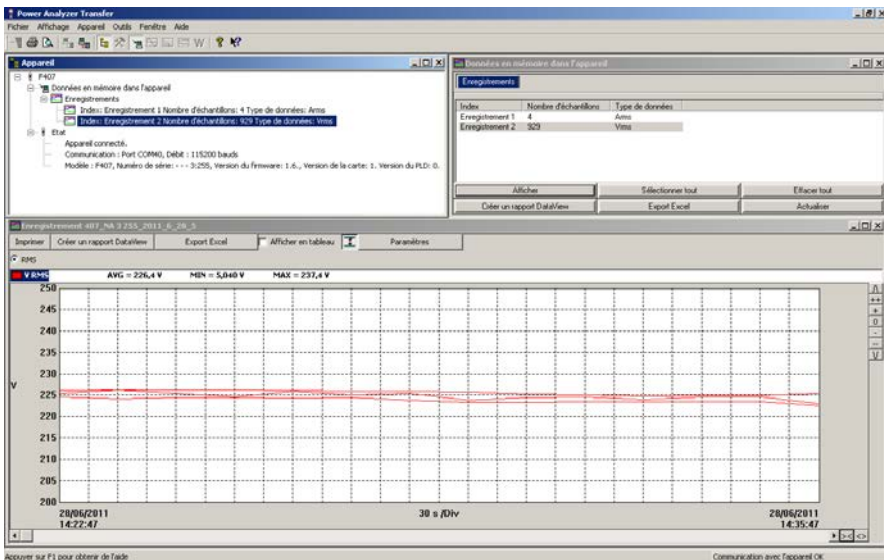 Power Analyzer Transfer
Fichier Affichage Appareil Outils Fenêtre Aide
Appareil
F407
Données en mémoire dans l'appareil
Enregistrements
Index: Enregistrement 1 Nombre d'échantillons: 4 Type de données: Arms
Index: Enregistrement 2 Nombre d'échantillons: 929 Type de données: Vrms
Etat
Appareil connecté.
Communication : Port COM40, Débit : 115200 bauds
Modèle : F407, Numéro de série: - - - 3:255, Version du firmware: 1.6., Version de la carte: 1. Version du PLD: 0.
Données en mémoire dans l'appareil
Enregistrements
Index Nombre d'échantillons Type de données
Enregistrement 1 4 Arms
Enregistrement 2 929 Vrms
Afficher Sélectionner tout Effacer tout
Créer un rapport DataView Export Excel Actualiser
Enregistrement 407_NA 3 255_2011_6_28_5
Imprimer Créer un rapport DataView Export Excel Afficher en tableau Paramètres
RMS
V RMS AVG = 226,4 V MIN = 5,040 V MAX = 237,4 V
250
245
240
235
230
V 225
220
215
210
205
200
28/06/2011 30 s /Div 28/06/2011
14:22:47 14:35:47
Appuyer sur F1 pour obtenir de l'aide Communication avec l'appareil OK